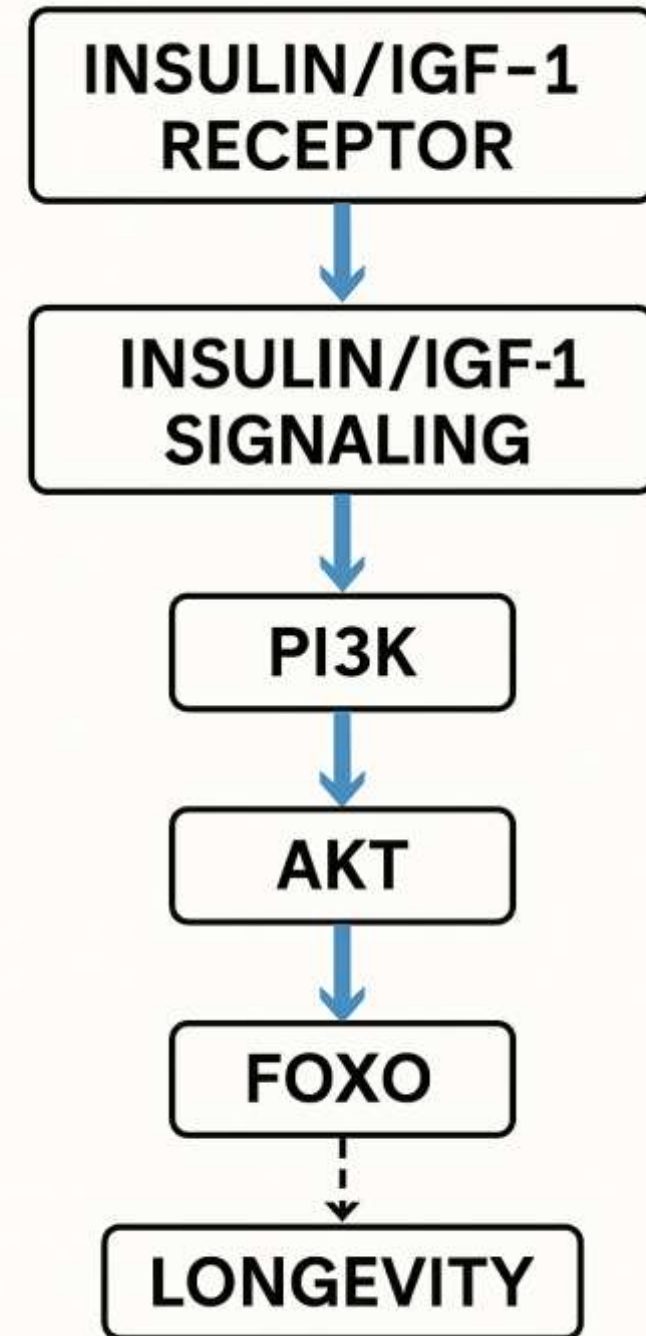 INSULIN/IGF–1
RECEPTOR
INSULIN/IGF-1
SIGNALING
PI3K
AKT
FOXO
LONGEVITY